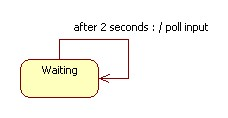 after 2 seconds : / poll input
Waiting